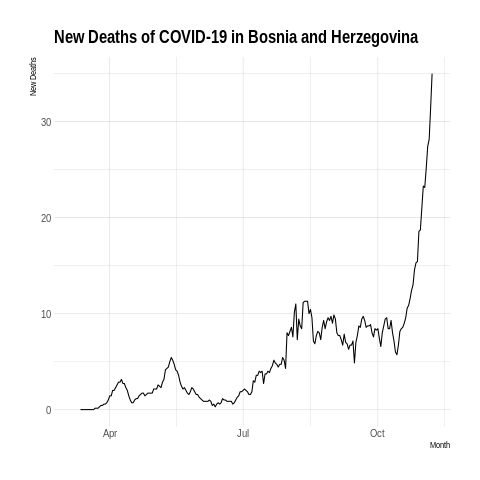 New Deaths of COVID-19 in Bosnia and Herzegovina
New Deaths
30
20
10
0
Apr Jul Oct
Month